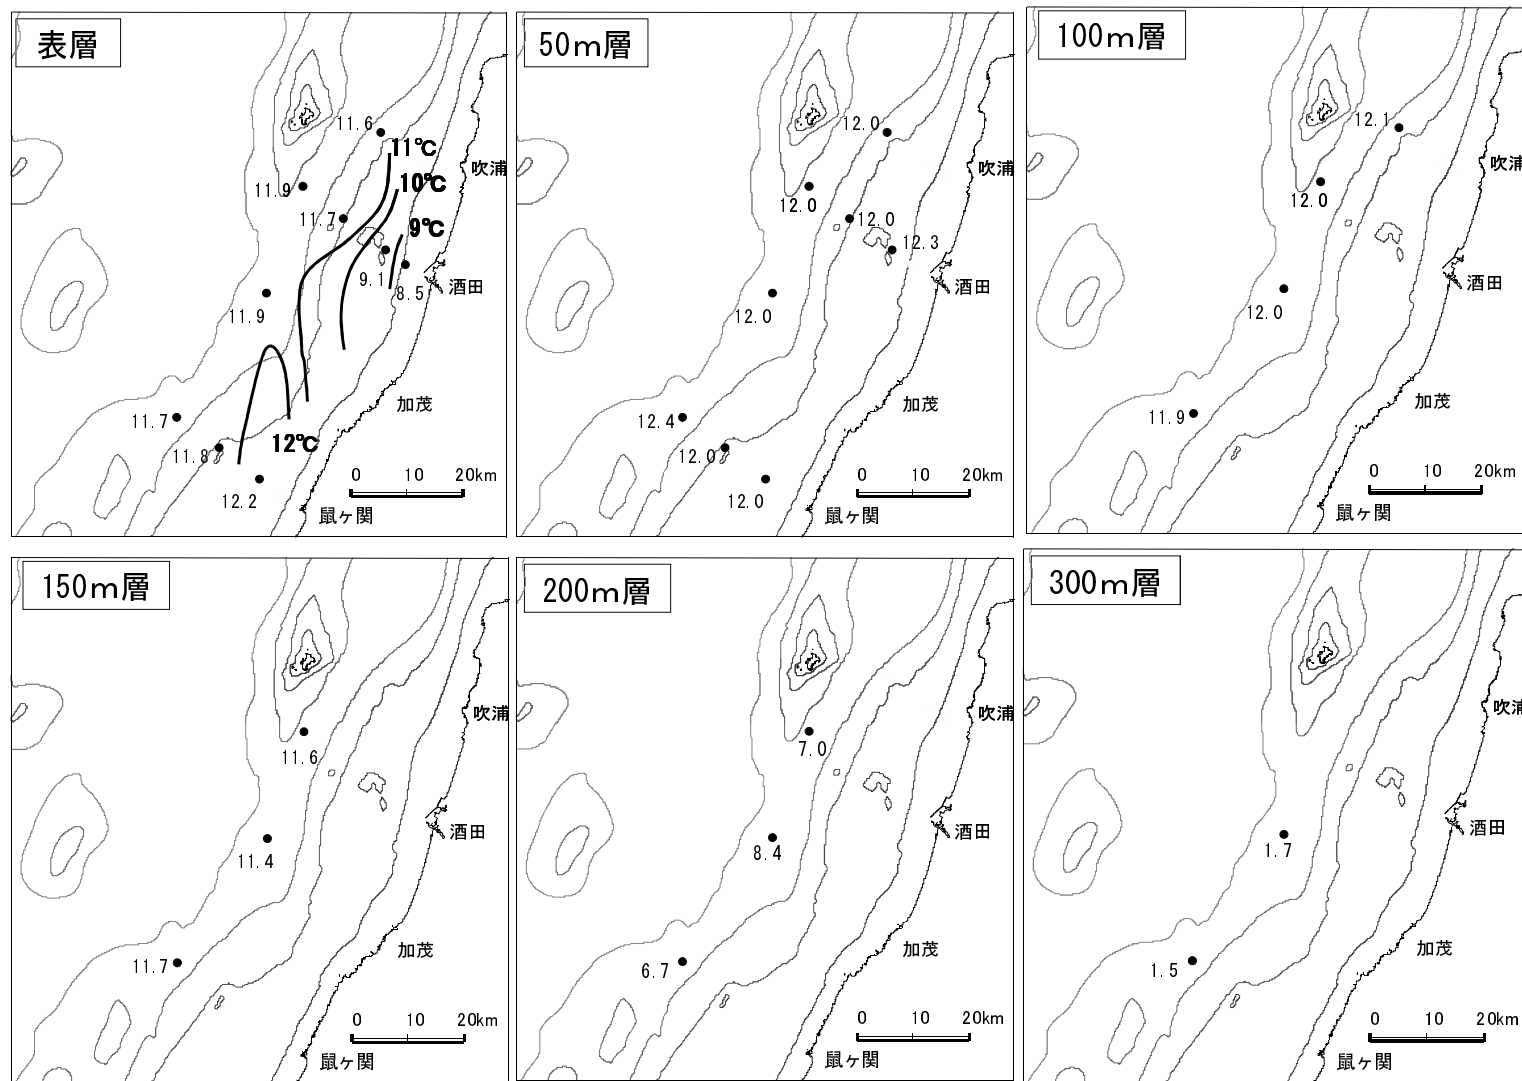 表層
11.6
11℃
吹浦
10℃
11.9
11.7
9℃
9.1
8.5
酒田
11.9
加茂
11.7
12℃
11.8
0 10 20km
12.2
鼠ヶ関
50m層
12.0
吹浦
12.0
12.0
12.3
酒田
12.0
加茂
12.4
12.0
0 10 20km
12.0
鼠ヶ関
100m層
12.1
吹浦
12.0
酒田
12.0
加茂
11.9
0 10 20km
鼠ヶ関
150m層
吹浦
11.6
酒田
11.4
加茂
11.7
0 10 20km
鼠ヶ関
200m層
吹浦
7.0
酒田
8.4
加茂
6.7
0 10 20km
鼠ヶ関
300m層
吹浦
酒田
1.7
加茂
1.5
0 10 20km
鼠ヶ関